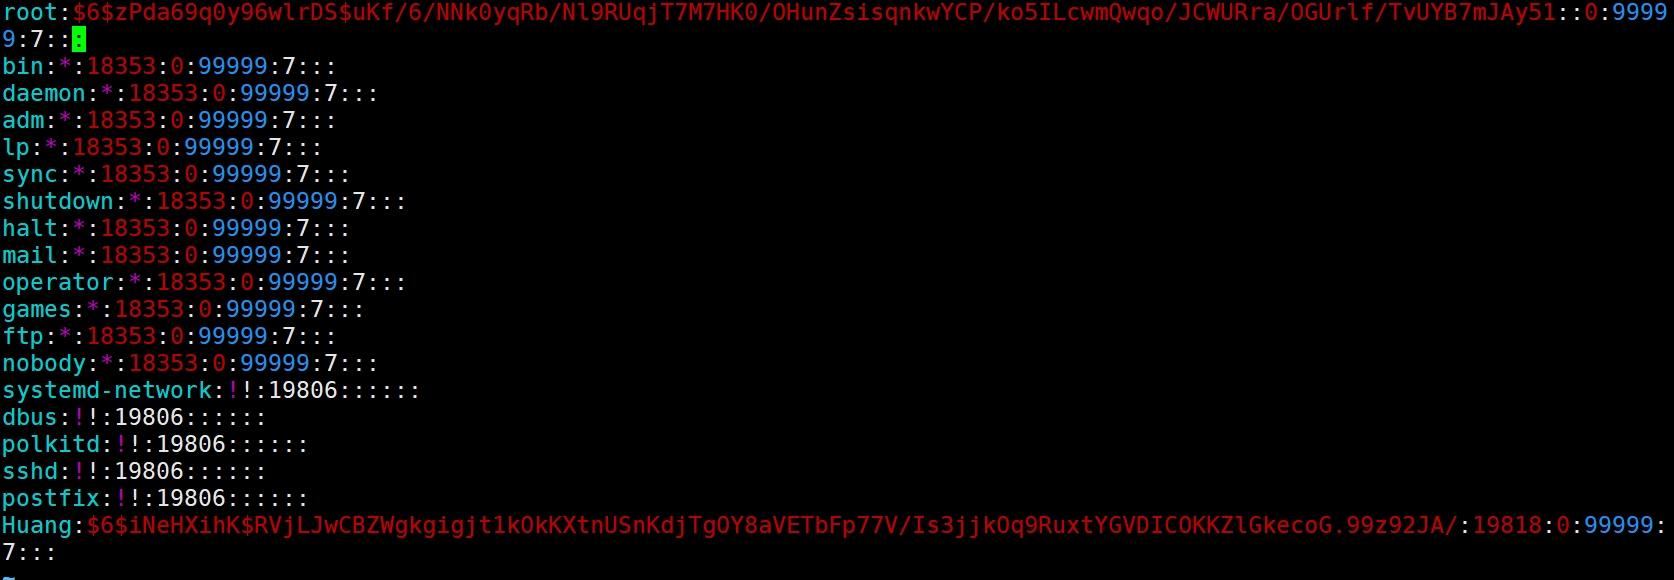 root:$6$zPda69q0y96wlrDS$uKf/6/NNk0yqRb/Nl9RUqjT7M7HK0/OHunZsisqnkwYCP/ko5ILcwmQwqo/JCWURra/OGUrlf/TvUYB7mJAy51::0:9999
9:7:::
bin:*:18353:0:99999:7:::
daemon:*:18353:0:99999:7:::
adm:*:18353:0:99999:7:::
lp:*:18353:0:99999:7:::
sync:*:18353:0:99999:7:::
shutdown:*:18353:0:99999:7:::
halt:*:18353:0:99999:7:::
mail:*:18353:0:99999:7:::
operator:*:18353:0:99999:7:::
games:*:18353:0:99999:7:::
ftp:*:18353:0:99999:7:::
nobody:*:18353:0:99999:7:::
systemd-network:!!:19806::::::
dbus:!!:19806::::::
polkitd:!!:19806::::::
sshd:!!:19806::::::
postfix:!!:19806::::::
Huang:$6$iNeHXihK$RVjLJwCBZWgkgigjt1kOkKXtnUSnKdjTgOY8aVETbFp77V/Is3jjkOq9RuxtYGVDICOKKZlGkecoG.99z92JA/:19818:0:99999:
7:::
~